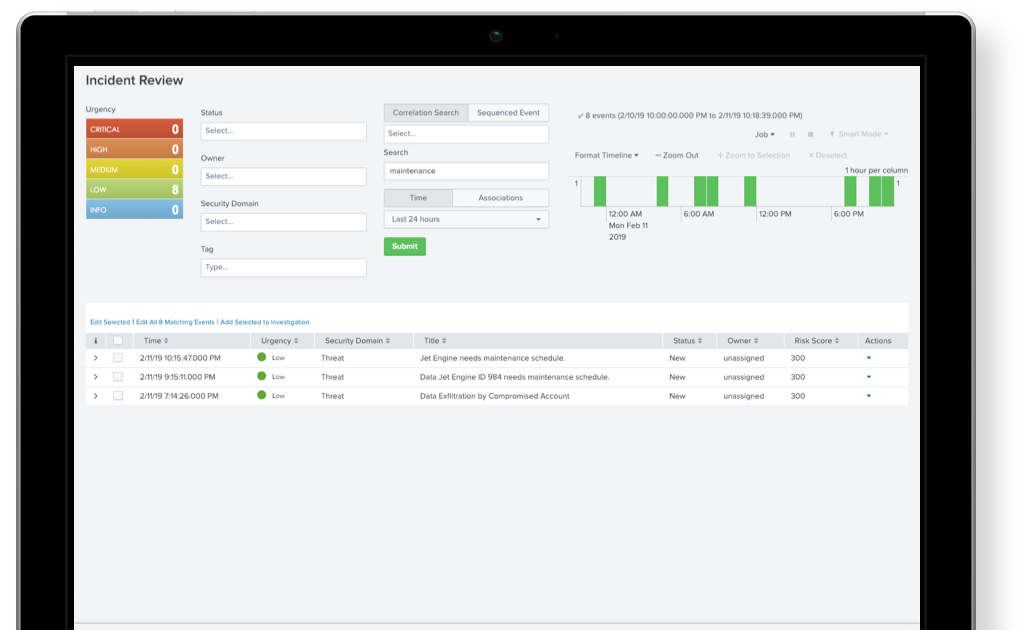 Incident Review
Urgency
CRITICAL 0
HIGH 0
MEDIUM 0
LOW 8
INFO 0
Status
Select...
Owner
Select...
Security Domain
Select...
Tag
Type...
Correlation Search Sequenced Event
Select...
Search
maintenance
Time Associations
Last 24 hours
Submit
8 events (2/10/19 10:00:00.000 PM to 2/11/19 10:18:39.000 PM)
Job Smart Mode
Format Timeline – Zoom Out + Zoom to Selection × Deselect
1 hour per column
1 1
12:00 AM 6:00 AM 12:00 PM 6:00 PM
Mon Feb 11
2019
Edit Selected | Edit All 8 Matching Events | Add Selected to Investigation
i Time Urgency Security Domain Title Status Owner Risk Score Actions
2/11/19 10:15:47.000 PM Low Threat Jet Engine needs maintenance schedule. New unassigned 300
2/11/19 9:15:11.000 PM Low Threat Data Jet Engine ID 984 needs maintenance schedule. New unassigned 300
2/11/19 7:14:26.000 PM Low Threat Data Exfiltration by Compromised Account New unassigned 300